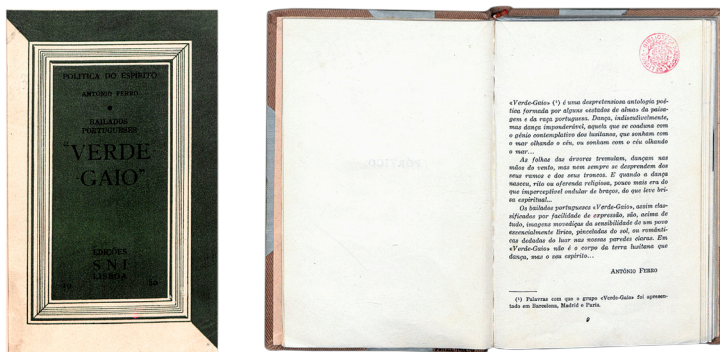 POLÍTICA DO ESPÍRITO
ANTÓNIO FERRO
BAILADOS
PORTUGUESES
"VERDE-
GAIO"
EDIÇÕES
S N I
LISBOA
«Verde-Gaio» (¹) é uma despretensiosa antologia poé-
tica formada por alguns «estados de alma» da paisa-
gem e da raça portuguesa. Dança, indiscutivelmente,
mas dança imponderável, aquela que se coaduna com
o génio contemplativo dos lusitanos, que sonham com
o mar olhando o céu, ou sonham com o céu olhando
o mar...
As folhas das árvores tremulam, dançam nas
mãos do vento, mas nem sempre se desprendem dos
seus ramos e dos seus troncos. E quando a dança
nasceu, rito ou oferenda religiosa, pouco mais era do
que imperceptível ondular de braços, do que leve bri-
sa espiritual...
Os bailados portugueses «Verde-Gaio», assim clas-
sificados por facilidade de expressão, são, acima de
tudo, imagens movediças da sensibilidade de um povo
essencialmente lírico, pinceladas do sol, ou românti-
cas dedadas do luar nas nossas paredes claras. Em
«Verde-Gaio» não é o corpo da terra lusitana que
dança, mas o seu espírito...
ANTÓNIO FERRO
(¹) Palavras com que o grupo «Verde-Gaio» foi apresen-
tado em Barcelona, Madrid e Paris.
9